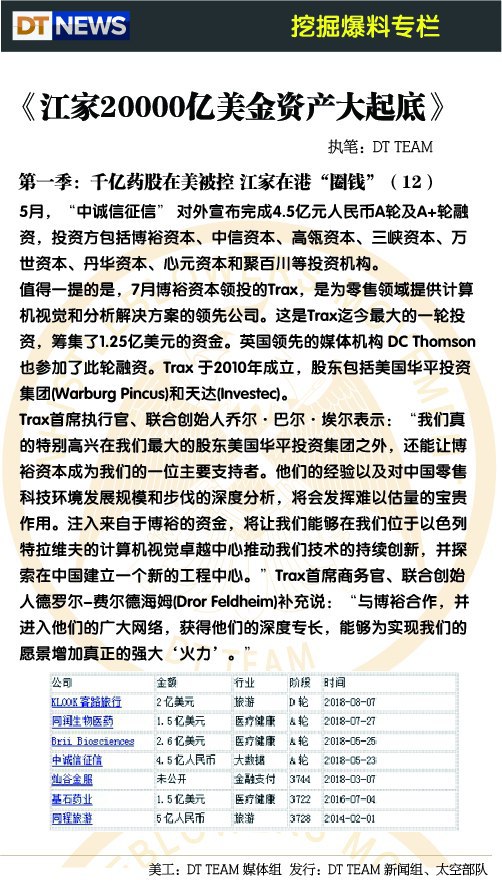 DT NEWS
挖掘爆料专栏
《江家20000亿美金资产大起底》
执笔：DT TEAM
第一季：千亿药股在美被控 江家在港“圈钱”（12）
5月，“中诚信征信” 对外宣布完成4.5亿元人民币A轮及A+轮融
资，投资方包括博裕资本、中信资本、高瓴资本、三峡资本、万
世资本、丹华资本、心元资本和聚百川等投资机构。
值得一提的是，7月博裕资本领投的Trax，是为零售领域提供计算
机视觉和分析解决方案的领先公司。这是Trax迄今最大的一轮投
资，筹集了1.25亿美元的资金。英国领先的媒体机构 DC Thomson
也参加了此轮融资。Trax 于2010年成立，股东包括美国华平投资
集团(Warburg Pincus)和天达(Investec)。
Trax首席执行官、联合创始人乔尔·巴尔·埃尔表示：“我们真
的特别高兴在我们最大的股东美国华平投资集团之外，还能让博
裕资本成为我们的一位主要支持者。他们的经验以及对中国零售
科技环境发展规模和步伐的深度分析，将会发挥难以估量的宝贵
作用。注入来自于博裕的资金，将让我们能够在我们位于以色列
特拉维夫的计算机视觉卓越中心推动我们技术的持续创新，并探
索在中国建立一个新的工程中心。”Trax首席商务官、联合创始
人德罗尔–费尔德海姆(Dror Feldheim)补充说：“与博裕合作，并
进入他们的广大网络，获得他们的深度专长，能够为实现我们的
愿景增加真正的强大‘火力’。”
公司 金额 行业 阶段 时间
KLOOK客路旅行 2亿美元 旅游 D轮 2018-08-07
同润生物医药 1.5亿美元 医疗健康 A轮 2018-07-27
Brii Biosciences 2.6亿美元 医疗健康 A轮 2018-05-25
中诚信征信 4.5亿人民币 大数据 A轮 2018-05-23
灿谷金服 未公开 金融支付 3744 2018-03-07
基石药业 1.5亿美元 医疗健康 3722 2016-07-04
同程旅游 5亿人民币 旅游 3728 2014-02-01
美工：DT TEAM 媒体组 发行：DT TEAM 新闻组、太空部队